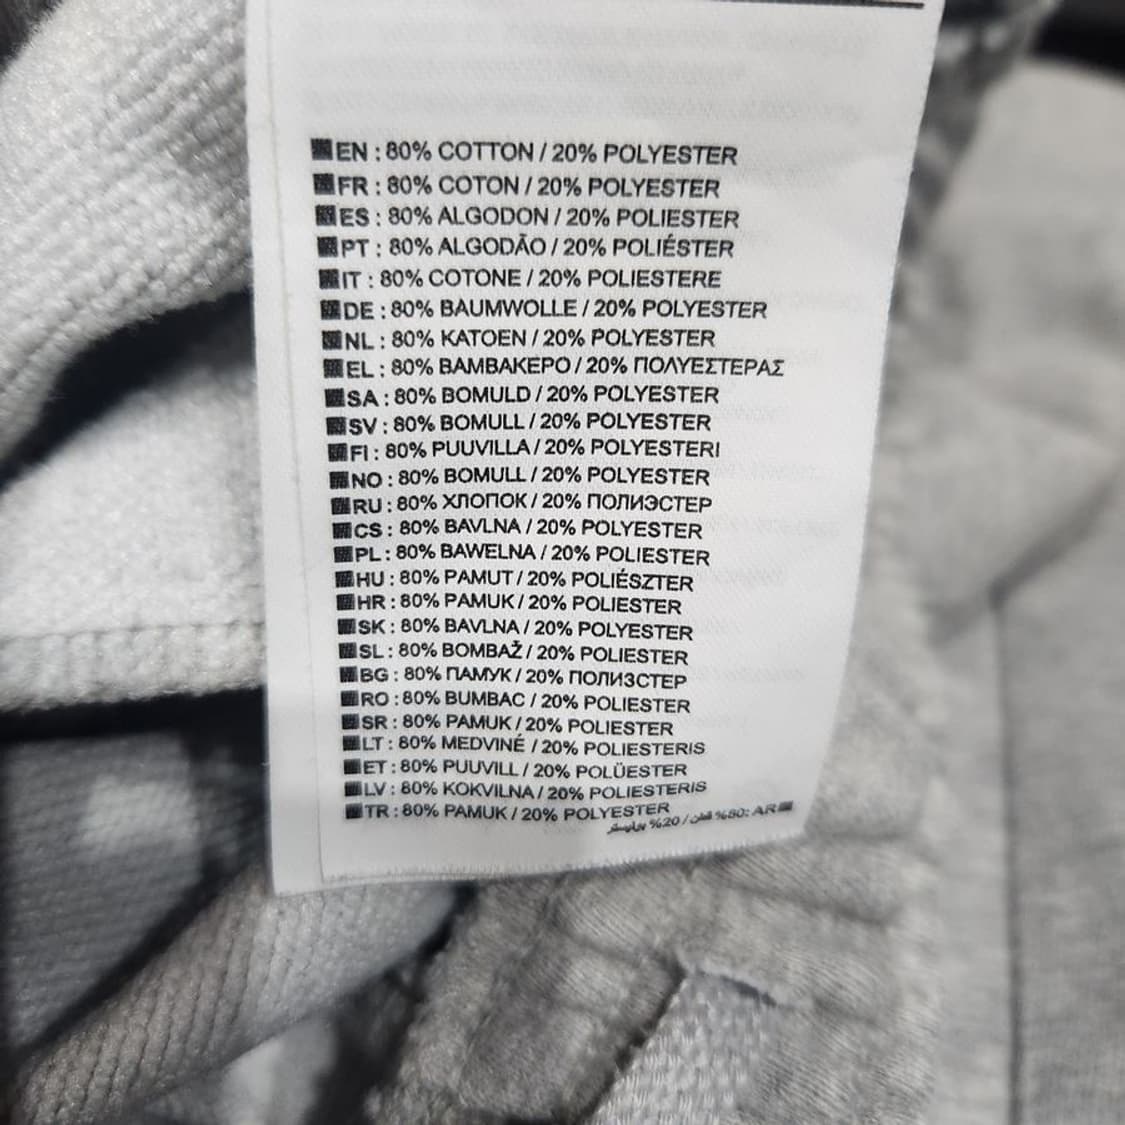 EN : 80% COTTON / 20% POLYESTER
FR : 80% COTON / 20% POLYESTER
ES : 80% ALGODON / 20% POLIESTER
PT : 80% ALGODÃO / 20% POLIÉSTER
IT : 80% COTONE / 20% POLIESTERE
DE : 80% BAUMWOLLE / 20% POLYESTER
NL : 80% KATOEN / 20% POLYESTER
EL : 80% ΒΑΜΒΑΚΕΡΟ / 20% ΠΟΛΥΕΣΤΕΡΑΣ
SA : 80% BOMULD / 20% POLYESTER
SV : 80% BOMULL / 20% POLYESTER
FI : 80% PUUVILLA / 20% POLYESTERI
NO : 80% BOMULL / 20% POLYESTER
RU : 80% ХЛОПОК / 20% ПОЛИЭСТЕР
CS : 80% BAVLNA / 20% POLYESTER
PL : 80% BAWELNA / 20% POLIESTER
HU : 80% PAMUT / 20% POLIÉSZTER
HR : 80% PAMUK / 20% POLIESTER
SK : 80% BAVLNA / 20% POLYESTER
SL : 80% BOMBAŽ / 20% POLIESTER
BG : 80% ПАМУК / 20% ПОЛИЗСТЕР
RO : 80% BUMBAC / 20% POLIESTER
SR : 80% PAMUK / 20% POLIESTER
LT : 80% MEDVINÉ / 20% POLIESTERIS
ET : 80% PUUVILL / 20% POLÜESTER
LV : 80% KOKVILNA / 20% POLIESTERIS
TR : 80% PAMUK / 20% POLYESTER
AR :80% قطن / 20%